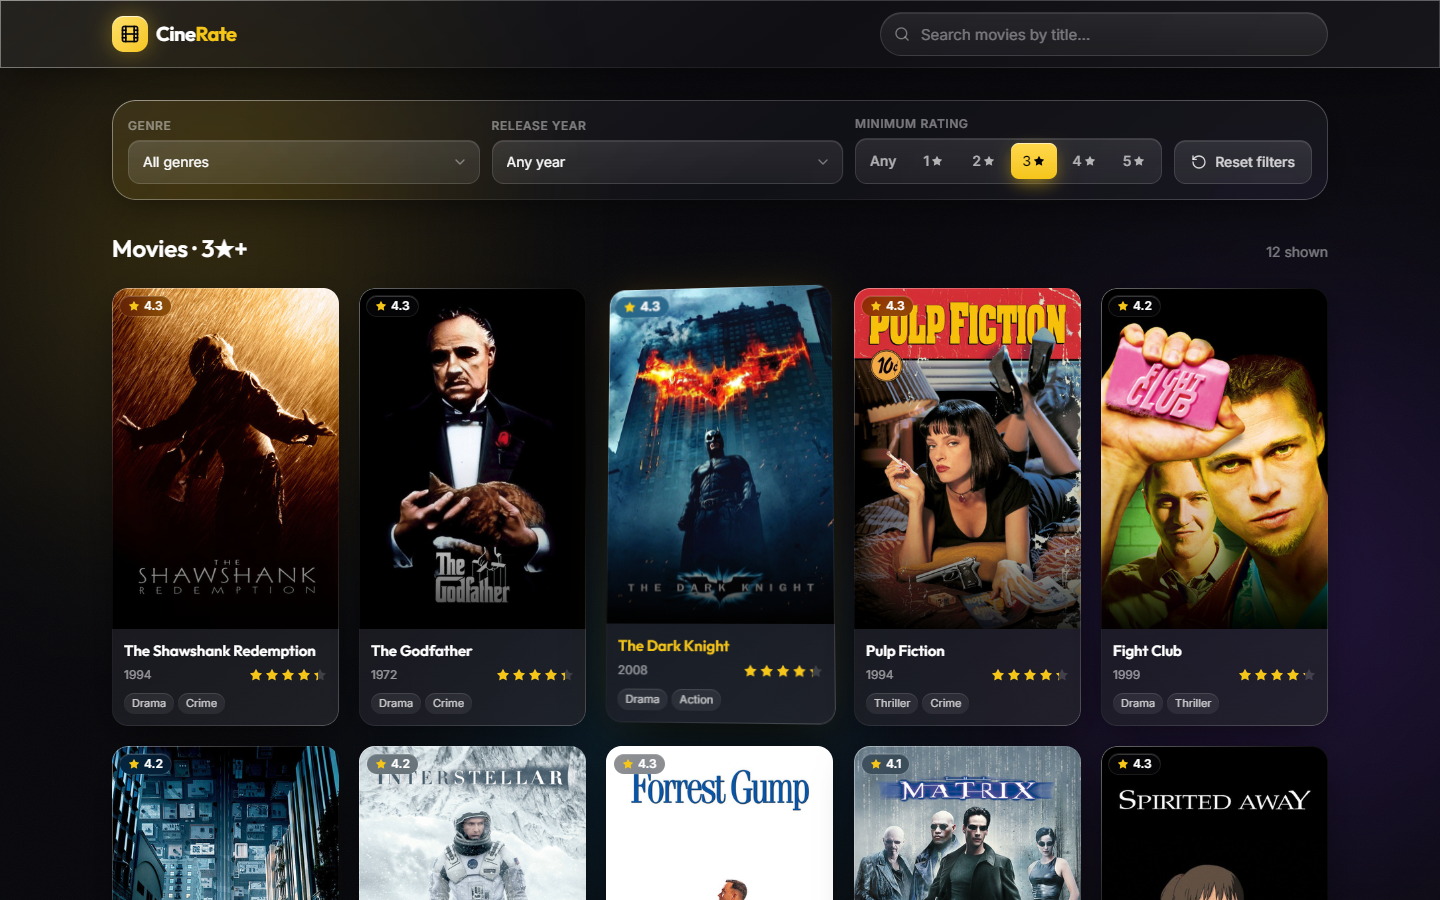 CineRate
Search movies by title...
GENRE
RELEASE YEAR
MINIMUM RATING
All genres
Any year
Any 1★ 2★ 3★ 4★ 5★
Reset filters
Movies · 3★+
12 shown
★ 4.3
THE
SHAWSHANK
REDEMPTION
The Shawshank Redemption
1994
Drama Crime
★ 4.3
The
Godfather
The Godfather
1972
Drama Crime
★ 4.3
THE DARK KNIGHT
The Dark Knight
2008
Drama Action
★ 4.3
PULP FICTION
10¢
Pulp Fiction
1994
Thriller Crime
★ 4.2
FIGHT
CLUB
Fight Club
1999
Drama Thriller
★ 4.2
★ 4.2
INTERSTELLAR
★ 4.3
Forrest Gump
★ 4.1
THE
MATRIX
★ 4.3
SPIRITED AWAY